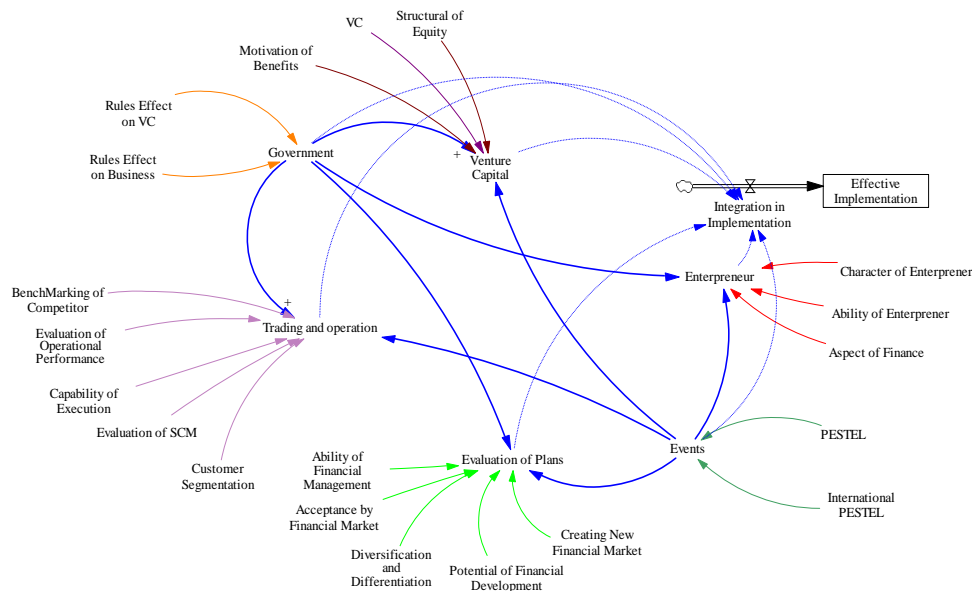 Structural of
Equity
VC
Motivation of
Benefits
Rules Effect
on VC
Rules Effect
on Business
Government
+
Venture
Capital
Effective
Implementation
Integration in
Implementation
Enterpreneur
Character of Enterprener
Ability of Enterprener
Aspect of Finance
BenchMarking of
Competitor
+
Trading and operation
Evaluation of
Operational
Performance
Capability of
Execution
Evaluation of SCM
Customer
Segmentation
Events
PESTEL
International
PESTEL
Evaluation of Plans
Ability of
Financial
Management
Acceptance by
Financial Market
Diversification
and
Differentiation
Potential of Financial
Development
Creating New
Financial Market